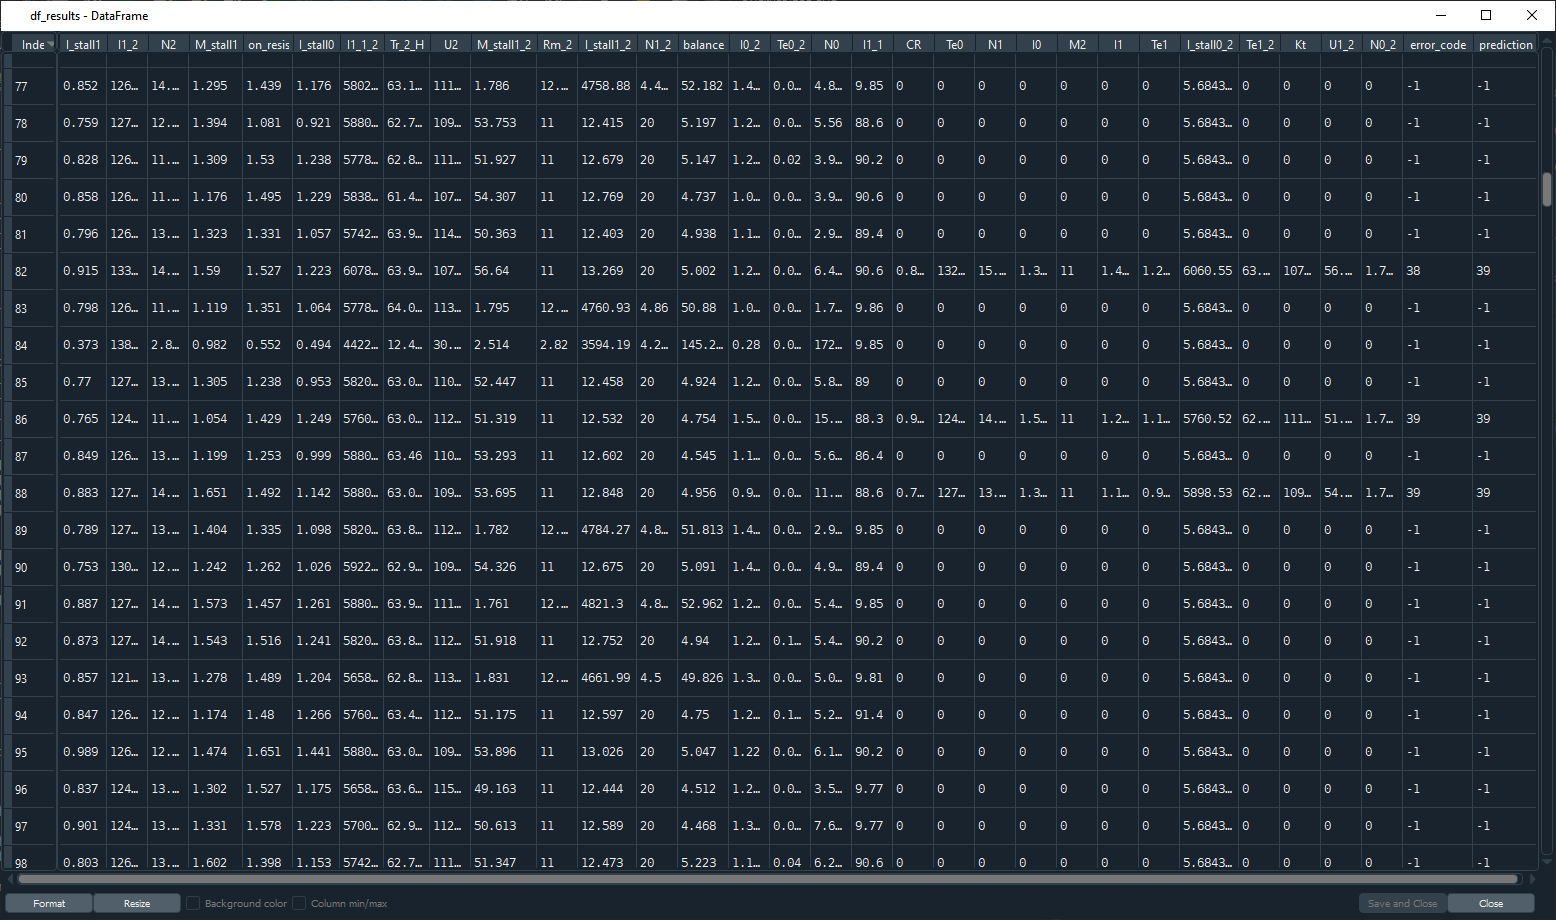 df_results - DataFrame
Inde I_stall1 I1_2 N2 M_stall1 on_resis I_stall0 I1_1_2 Tr_2_H U2 M_stall1_2 Rm_2 I_stall1_2 N1_2 balance I0_2 Te0_2 N0 I1_1 CR Te0 N1 I0 M2 I1 Te1 I_stall0_2 Te1_2 Kt U1_2 N0_2 error_code prediction
77 0.852 126... 14.... 1.295 1.439 1.176 5802... 63.1... 111... 1.786 12.... 4758.88 4.4... 52.182 1.4... 0.0... 4.8... 9.85 0 0 0 0 0 0 0 5.6843... 0 0 0 0 -1 -1
78 0.759 127... 12.... 1.394 1.081 0.921 5880... 62.7... 109... 53.753 11 12.415 20 5.197 1.2... 0.0... 5.56 88.6 0 0 0 0 0 0 0 5.6843... 0 0 0 0 -1 -1
79 0.828 126... 11.... 1.309 1.53 1.238 5778... 62.8... 111... 51.927 11 12.679 20 5.147 1.2... 0.02 3.9... 90.2 0 0 0 0 0 0 0 5.6843... 0 0 0 0 -1 -1
80 0.858 126... 11.... 1.176 1.495 1.229 5838... 61.4... 107... 54.307 11 12.769 20 4.737 1.0... 0.0... 3.9... 90.6 0 0 0 0 0 0 0 5.6843... 0 0 0 0 -1 -1
81 0.796 126... 13.... 1.323 1.331 1.057 5742... 63.9... 114... 50.363 11 12.403 20 4.938 1.1... 0.0... 2.9... 89.4 0 0 0 0 0 0 0 5.6843... 0 0 0 0 -1 -1
82 0.915 133... 14.... 1.59 1.527 1.223 6078... 63.9... 107... 56.64 11 13.269 20 5.002 1.2... 0.0... 6.4... 90.6 0.8... 132... 15.... 1.3... 11 1.4... 1.2... 6060.55 63.... 107... 56.... 1.7... 38 39
83 0.798 126... 11.... 1.119 1.351 1.064 5778... 64.0... 113... 1.795 12.... 4760.93 4.86 50.88 1.0... 0.0... 1.7... 9.86 0 0 0 0 0 0 0 5.6843... 0 0 0 0 -1 -1
84 0.373 138... 2.8... 0.982 0.552 0.494 4422... 12.4... 30.... 2.514 2.82 3594.19 4.2... 145.2... 0.28 0.0... 172... 9.85 0 0 0 0 0 0 0 5.6843... 0 0 0 0 -1 -1
85 0.77 127... 13.... 1.305 1.238 0.953 5820... 63.0... 110... 52.447 11 12.458 20 4.924 1.2... 0.0... 5.8... 89 0 0 0 0 0 0 0 5.6843... 0 0 0 0 -1 -1
86 0.765 124... 11.... 1.054 1.429 1.249 5760... 63.0... 112... 51.319 11 12.532 20 4.754 1.5... 0.0... 15.... 88.3 0.9... 124... 14.... 1.5... 11 1.2... 1.1... 5760.52 62.... 111... 51.... 1.7... 39 39
87 0.849 126... 13.... 1.199 1.253 0.999 5880... 63.46 110... 53.293 11 12.602 20 4.545 1.1... 0.0... 5.6... 86.4 0 0 0 0 0 0 0 5.6843... 0 0 0 0 -1 -1
88 0.883 127... 14.... 1.651 1.492 1.142 5880... 63.0... 109... 53.695 11 12.848 20 4.956 0.9... 0.0... 11.... 88.6 0.7... 127... 13.... 1.3... 11 1.1... 0.9... 5898.53 62.... 109... 54.... 1.7... 39 39
89 0.789 127... 13.... 1.404 1.335 1.098 5820... 63.8... 112... 1.782 12.... 4784.27 4.8... 51.813 1.4... 0.0... 2.9... 9.85 0 0 0 0 0 0 0 5.6843... 0 0 0 0 -1 -1
90 0.753 130... 12.... 1.242 1.262 1.026 5922... 62.9... 109... 54.326 11 12.675 20 5.091 1.4... 0.0... 4.9... 89.4 0 0 0 0 0 0 0 5.6843... 0 0 0 0 -1 -1
91 0.887 127... 14.... 1.573 1.457 1.261 5880... 63.9... 111... 1.761 12.... 4821.3 4.8... 52.962 1.2... 0.0... 5.4... 9.85 0 0 0 0 0 0 0 5.6843... 0 0 0 0 -1 -1
92 0.873 127... 14.... 1.543 1.516 1.241 5820... 63.8... 112... 51.918 11 12.752 20 4.94 1.2... 0.1... 5.4... 90.2 0 0 0 0 0 0 0 5.6843... 0 0 0 0 -1 -1
93 0.857 121... 13.... 1.278 1.489 1.204 5658... 62.8... 113... 1.831 12.... 4661.99 4.5 49.826 1.3... 0.0... 5.0... 9.81 0 0 0 0 0 0 0 5.6843... 0 0 0 0 -1 -1
94 0.847 126... 12.... 1.174 1.48 1.266 5760... 63.4... 112... 51.175 11 12.597 20 4.75 1.2... 0.1... 5.2... 91.4 0 0 0 0 0 0 0 5.6843... 0 0 0 0 -1 -1
95 0.989 126... 12.... 1.474 1.651 1.441 5880... 63.0... 109... 53.896 11 13.026 20 5.047 1.22 0.0... 6.1... 90.2 0 0 0 0 0 0 0 5.6843... 0 0 0 0 -1 -1
96 0.837 124... 13.... 1.302 1.527 1.175 5658... 63.6... 115... 49.163 11 12.444 20 4.512 1.2... 0.0... 3.5... 9.77 0 0 0 0 0 0 0 5.6843... 0 0 0 0 -1 -1
97 0.901 124... 13.... 1.331 1.578 1.223 5700... 62.9... 112... 50.613 11 12.589 20 4.468 1.3... 0.0... 7.6... 9.77 0 0 0 0 0 0 0 5.6843... 0 0 0 0 -1 -1
98 0.803 126... 13.... 1.602 1.398 1.153 5742... 62.7... 111... 51.347 11 12.473 20 5.223 1.1... 0.04 6.2... 90.6 0 0 0 0 0 0 0 5.6843... 0 0 0 0 -1 -1
Format Resize Background color Column min/max Save and Close Close